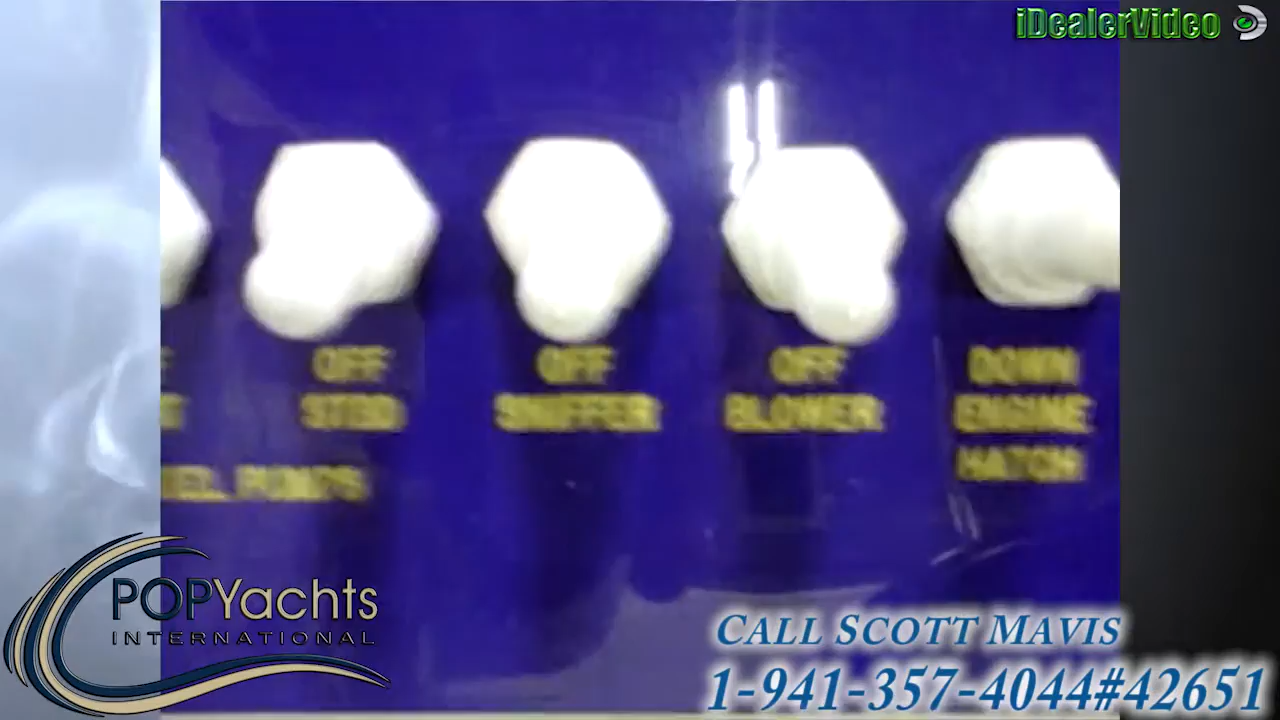 iDealerVideo
OFF
OFF
OFF
DOWN
STBD
SNIFFER
BLOWER
ENGINE
HATCH
PUMPS
POPYachts
INTERNATIONAL
CALL SCOTT MAVIS
1-941-357-4044#42651